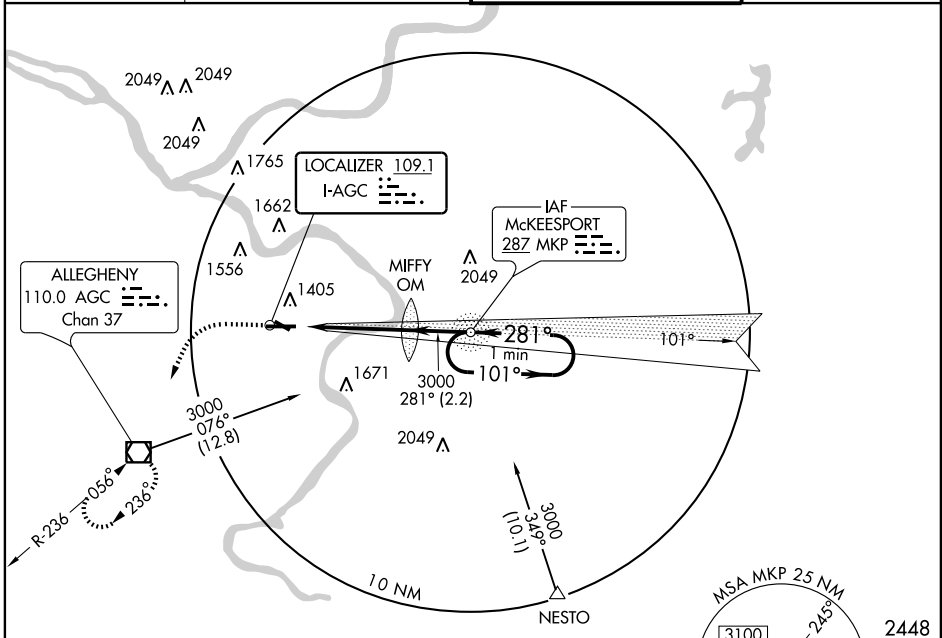 2049 2049
2049
1765
LOCALIZER 109.1
I-AGC
1662
IAF
McKEESPORT
287 MKP
1556
2049
MIFFY
OM
ALLEGHENY
110.0 AGC
Chan 37
1405
281°
101°
1 min
101°
3000
281° (2.2)
1671
3000
076°
(12.8)
2049
056°
236°
R-236
3000
349°
(10.1)
10 NM
NESTO
MSA MKP 25 NM
245°
3100
2448